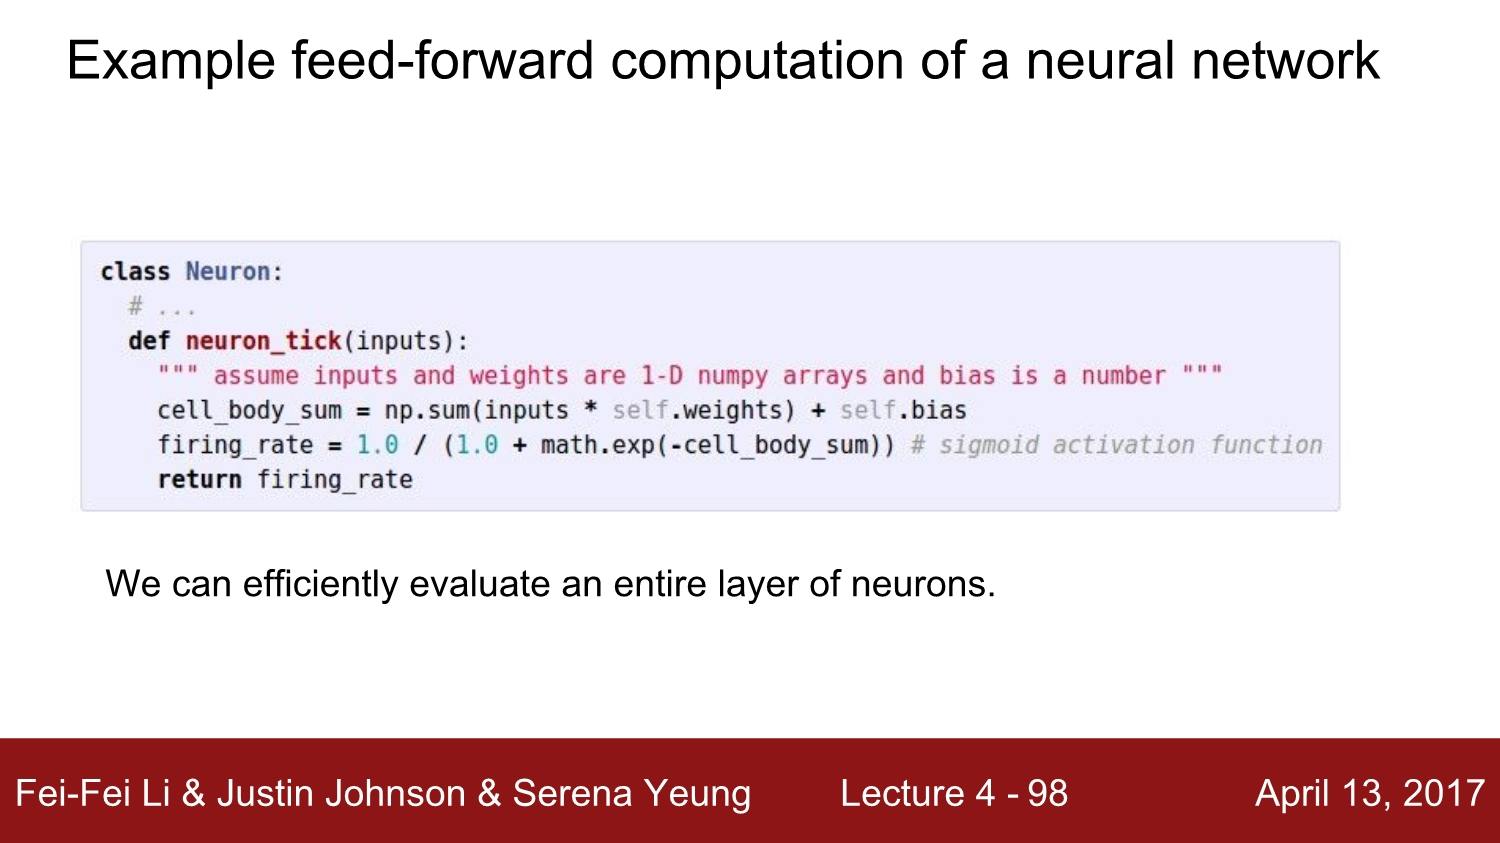 Example feed-forward computation of a neural network
class Neuron:
  # ...
  def neuron_tick(inputs):
    """ assume inputs and weights are 1-D numpy arrays and bias is a number """
    cell_body_sum = np.sum(inputs * self.weights) + self.bias
    firing_rate = 1.0 / (1.0 + math.exp(-cell_body_sum)) # sigmoid activation function
    return firing_rate
We can efficiently evaluate an entire layer of neurons.
Fei-Fei Li & Justin Johnson & Serena Yeung Lecture 4 - 98 April 13, 2017